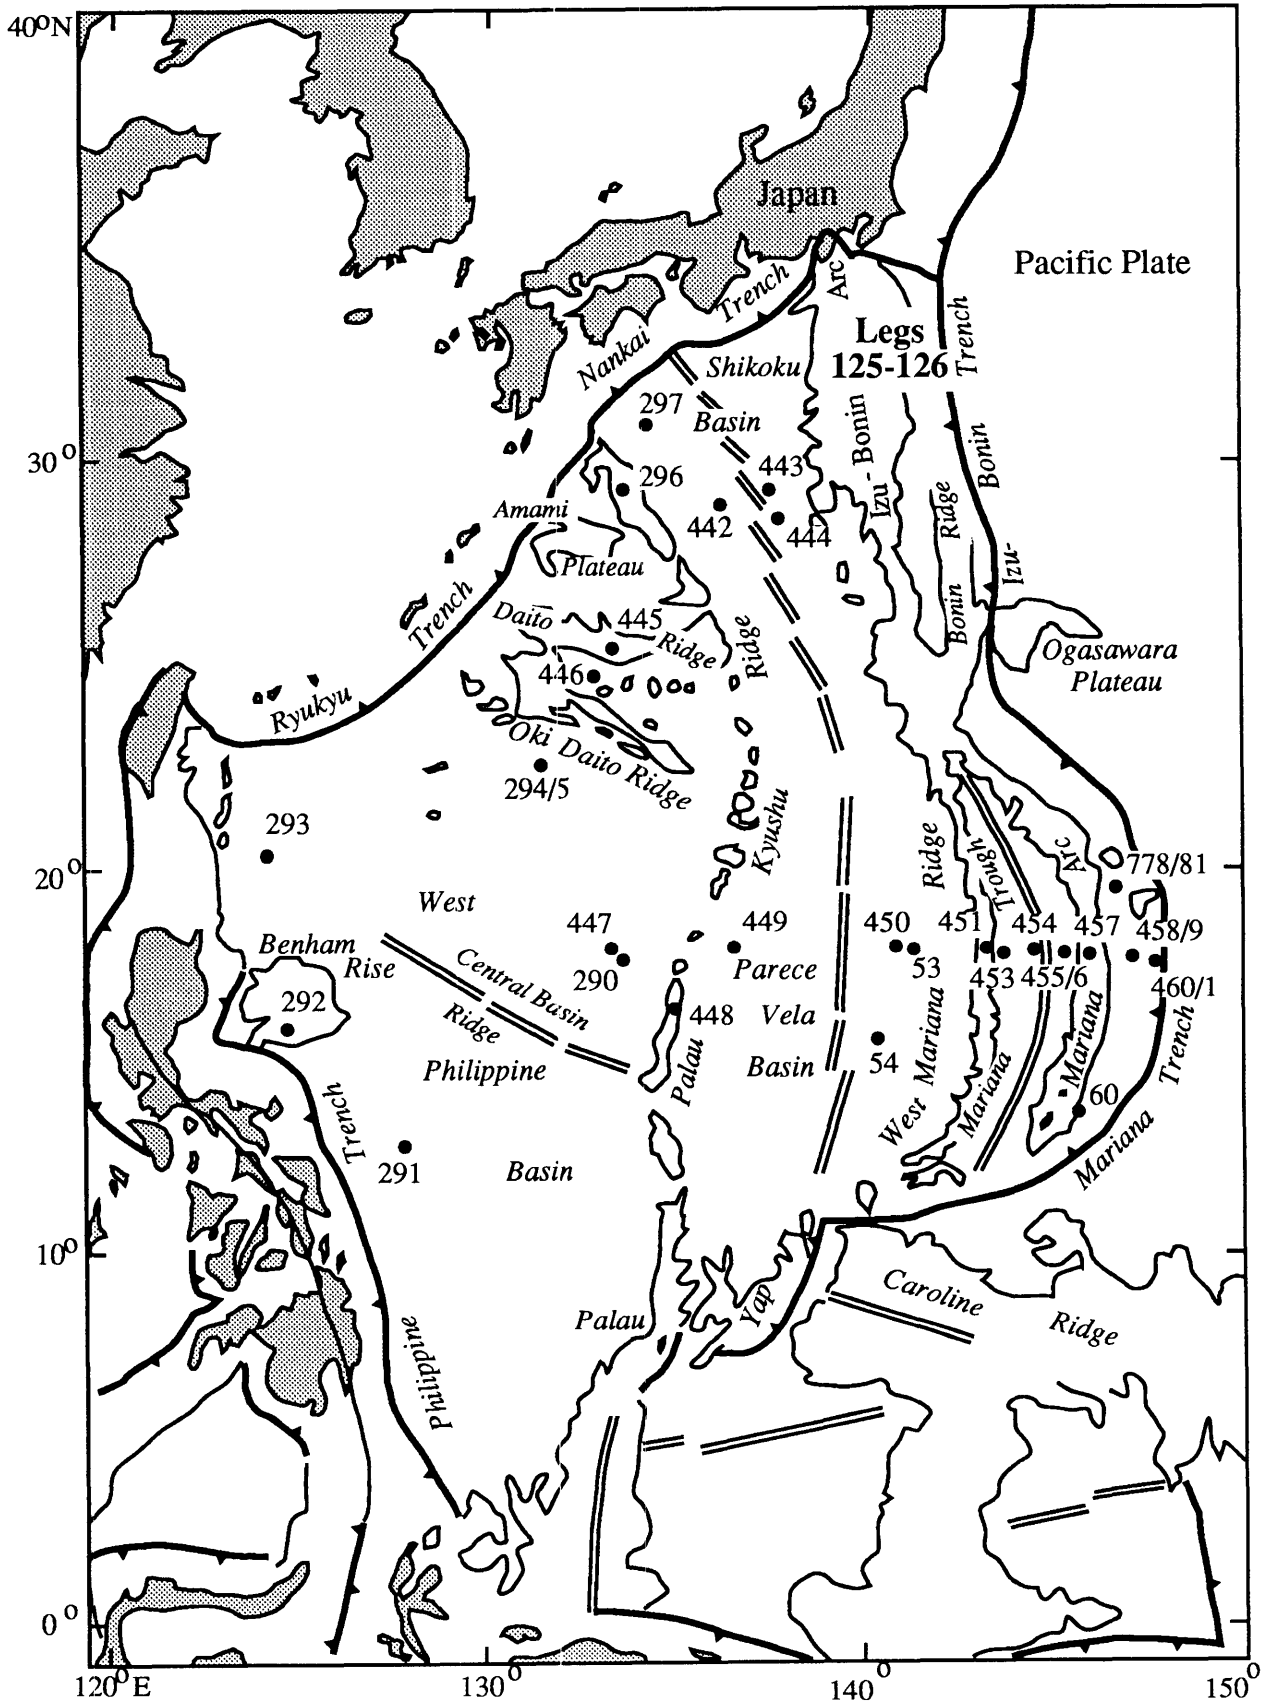 40°N
Japan
Pacific Plate
Arc
Trench
Nankai
Legs
125-126
Trench
Shikoku
Basin
297
Izu - Bonin
Bonin
Izu-
30°
443
296
Ridge
Amami
442
444
Plateau
Bonin
Trench
Daito
445
Ridge
Ridge
446
Ogasawara
Plateau
Ryukyu
Oki Daito Ridge
294/5
Kyushu
293
Ridge
Trough
Arc
778/81
20°
West
447
449
450
451
454
457
458/9
Benham
Rise
Central Basin
Ridge
290
Parece
53
453
455/6
460/1
292
448
Vela
West Mariana
Mariana
Trench
Philippine
Palau
Basin
54
Mariana
60
Trench
291
Basin
Mariana
10°
Caroline
Ridge
Palau
Yap
Philippine
0°
120°E
130°
140°
150°